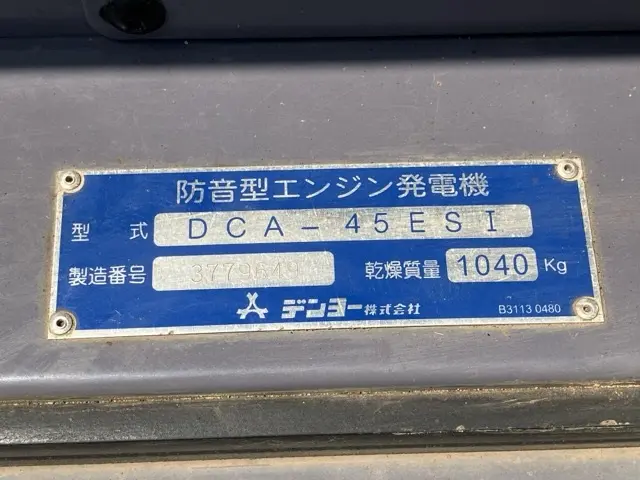 防音型エンジン発電機
型式 DCA-45ESI
製造番号 3779649 乾燥質量 1040 Kg
デンヨー株式会社 B3113 0480